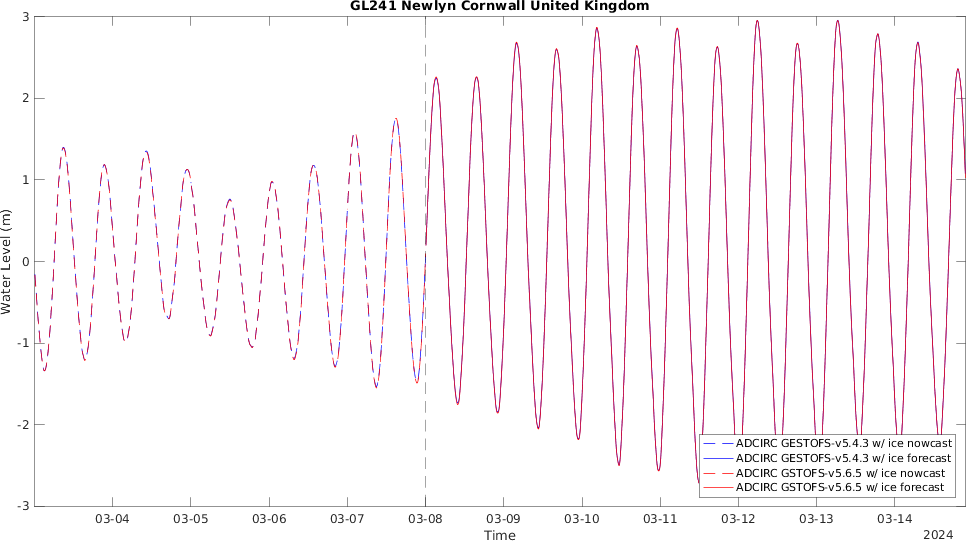 GL241 Newlyn Cornwall United Kingdom
3
2
1
0
-1
-2
-3
Water Level (m)
ADCIRC GESTOFS-v5.4.3 w/ ice nowcast
ADCIRC GESTOFS-v5.4.3 w/ ice forecast
ADCIRC GSTOFS-v5.6.5 w/ ice nowcast
ADCIRC GSTOFS-v5.6.5 w/ ice forecast
03-04 03-05 03-06 03-07 03-08 03-09 03-10 03-11 03-12 03-13 03-14
Time
2024